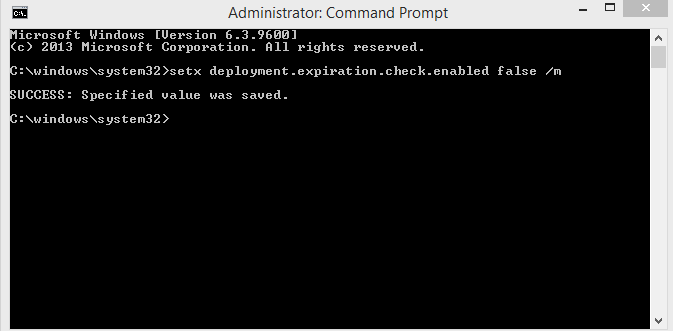 Administrator: Command Prompt
Microsoft Windows [Version 6.3.9600]
(c) 2013 Microsoft Corporation. All rights reserved.
C:\windows\system32>setx deployment.expiration.check.enabled false /m
SUCCESS: Specified value was saved.
C:\windows\system32>